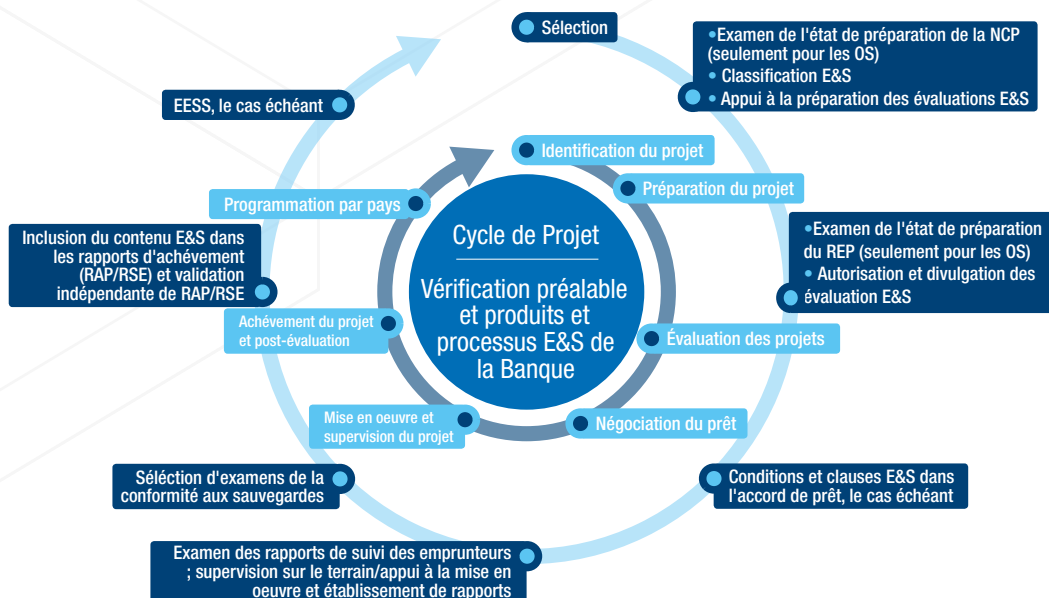 Sélection
•Examen de l'état de préparation de la NCP
(seulement pour les OS)
• Classification E&S
• Appui à la préparation des évaluations E&S
EESS, le cas échéant
Identification du projet
Préparation du projet
Programmation par pays
Cycle de Projet
Vérification préalable
et produits et
processus E&S de
la Banque
•Examen de l'état de préparation
du REP (seulement pour les OS)
• Autorisation et divulgation des
évaluation E&S
Inclusion du contenu E&S dans
les rapports d'achévement
(RAP/RSE) et validation
indépendante de RAP/RSE
Achévement du projet
et post-évaluation
Évaluation des projets
Mise en oeuvre et
supervision du projet
Négociation du prêt
Séléction d'examens de la
conformité aux sauvegardes
Conditions et clauses E&S dans
l'accord de prêt, le cas échéant
Examen des rapports de suivi des emprunteurs
; supervision sur le terrain/appui à la mise en
oeuvre et établissement de rapports